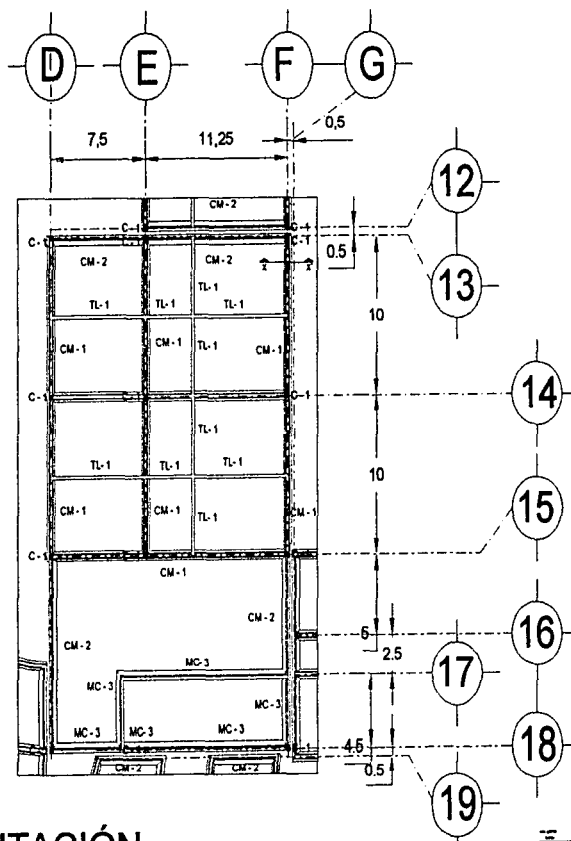 D E F G
7,5 11,25 0,5
12
CM-2
C-1 C-1
C-1 C-1 C-1
0.5
13
CM-2 CM-2
TL-1
TL-1 TL-1 TL-1
10
CM-1 CM-1 TL-1 CM-1
C-1 C-1 C-1
14
TL-1
TL-1 TL-1 TL-1
10
15
CM-1 CM-1 TL-1 CM-1
C-1 C-1
CM-1
CM-2
5
16
2.5
CM-2
MC-3
17
MC-3
CM-3
MC-3 MC-3 MC-3
4.5
18
0.5
CM-2 CM-2
19